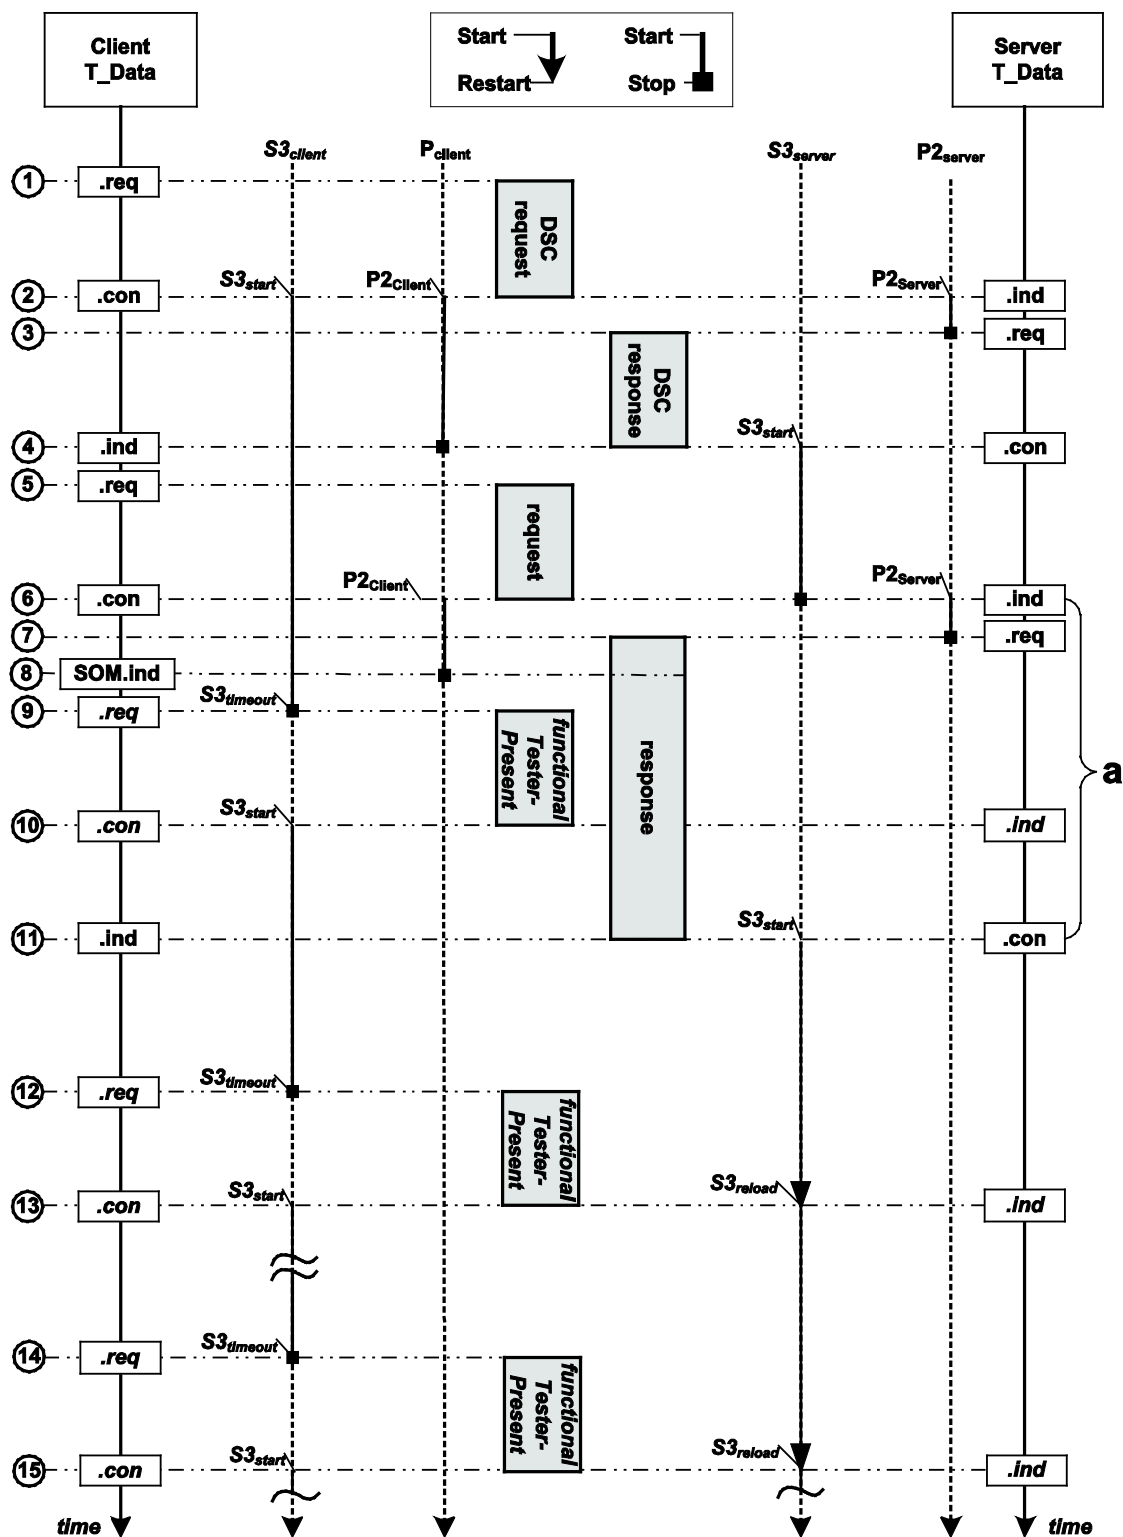 Client
T_Data
Start
Restart
Start
Stop
Server
T_Data
S3client
Pclient
S3server
P2server
1
.req
DSC
request
2
.con
S3start
P2Client
P2Server
.ind
3
.req
DSC
response
4
.ind
S3start
.con
5
.req
request
6
.con
P2Client
P2Server
.ind
7
.req
8
SOM.ind
response
a
9
.req
S3timeout
functional
Tester-
Present
10
.con
S3start
.ind
11
.ind
S3start
.con
12
.req
S3timeout
functional
Tester-
Present
13
.con
S3start
S3reload
.ind
14
.req
S3timeout
functional
Tester-
Present
15
.con
S3start
S3reload
.ind
time
time